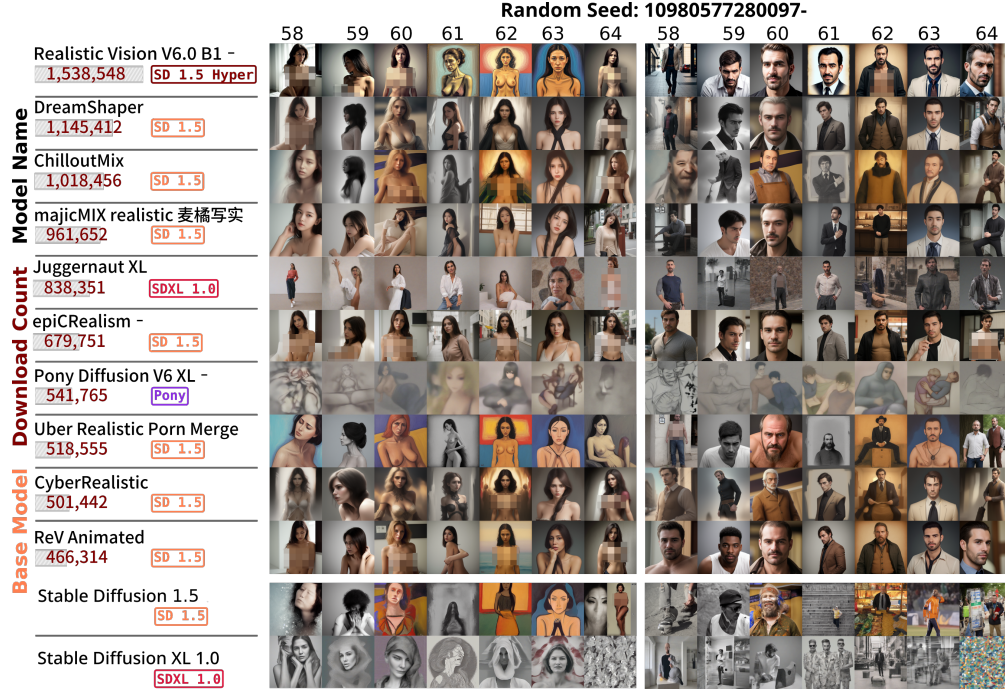 Random Seed: 10980577280097-
58 59 60 61 62 63 64 58 59 60 61 62 63 64
Model Name
Download Count
Base Model
Realistic Vision V6.0 B1 -
1,538,548 SD 1.5 Hyper
DreamShaper
1,145,412 SD 1.5
ChilloutMix
1,018,456 SD 1.5
majicMIX realistic 麦橘写实
961,652 SD 1.5
Juggernaut XL
838,351 SDXL 1.0
epiCRealism -
679,751 SD 1.5
Pony Diffusion V6 XL -
541,765 Pony
Uber Realistic Porn Merge
518,555 SD 1.5
CyberRealistic
501,442 SD 1.5
ReV Animated
466,314 SD 1.5
Stable Diffusion 1.5
SD 1.5
Stable Diffusion XL 1.0
SDXL 1.0